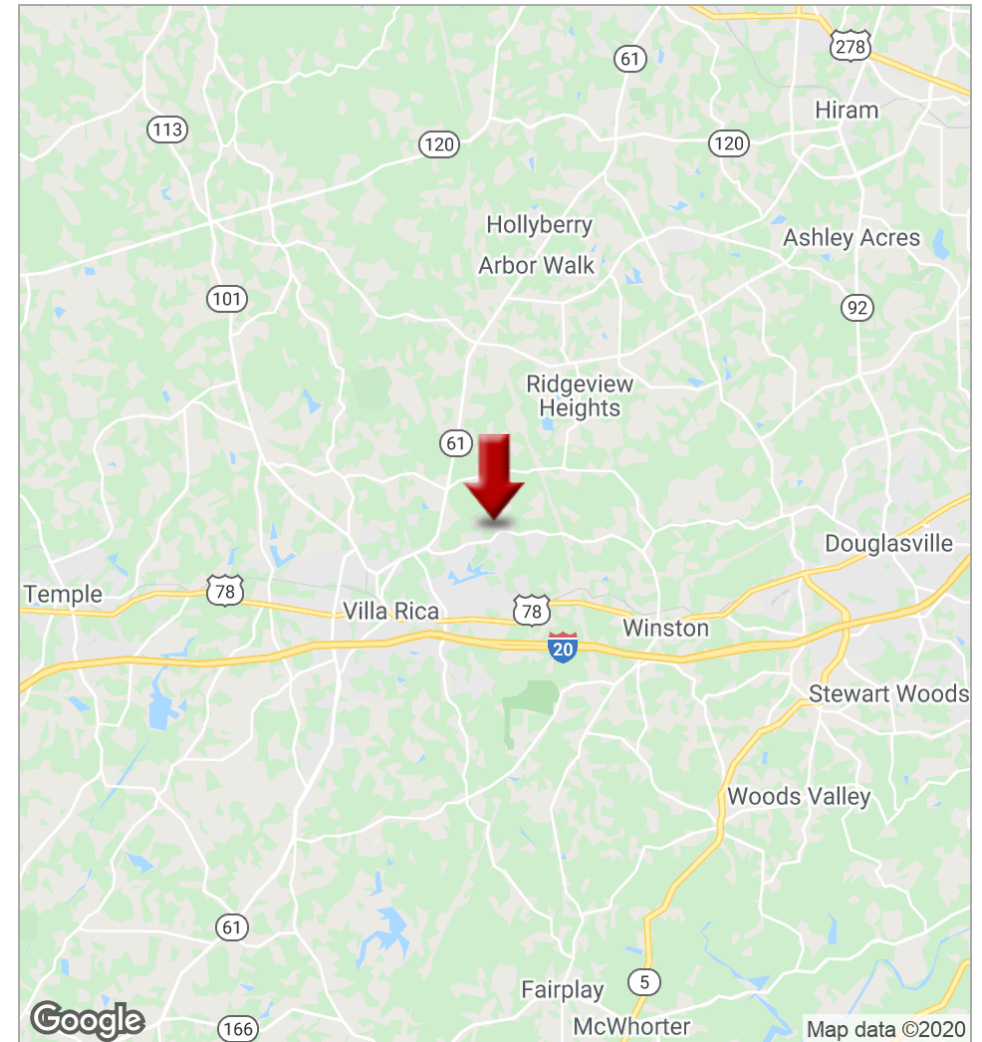 278
61
Hiram
113
120
120
Hollyberry
Ashley Acres
Arbor Walk
101
92
Ridgeview
Heights
61
Douglasville
Temple
78
Villa Rica
78
Winston
20
Stewart Woods
Woods Valley
61
5
Fairplay
Google
166
McWhorter
Map data ©2020